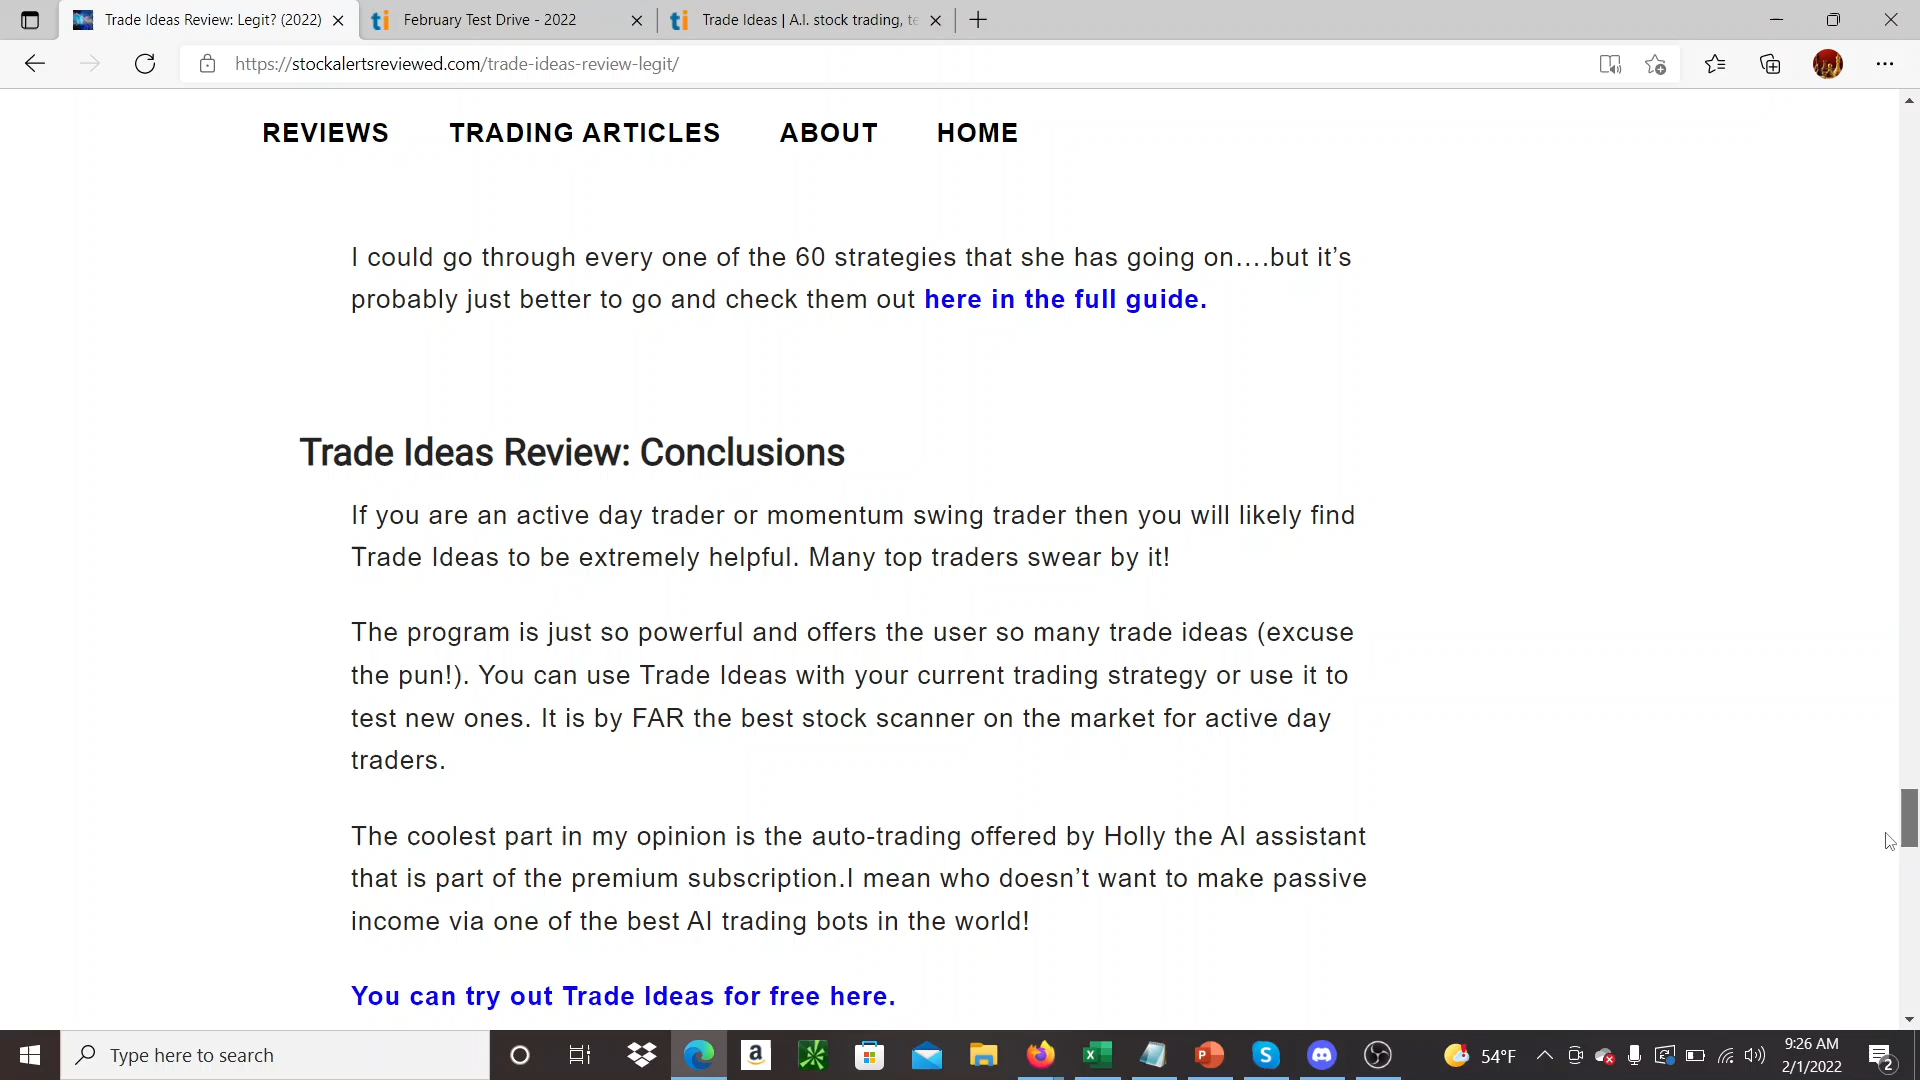 Trade Ideas Review: Legit? (2022)
February Test Drive - 2022
Trade Ideas | A.I. stock trading, te
https://stockalertsreviewed.com/trade-ideas-review-legit/
REVIEWS TRADING ARTICLES ABOUT HOME
I could go through every one of the 60 strategies that she has going on….but it’s
probably just better to go and check them out here in the full guide.
Trade Ideas Review: Conclusions
If you are an active day trader or momentum swing trader then you will likely find
Trade Ideas to be extremely helpful. Many top traders swear by it!
The program is just so powerful and offers the user so many trade ideas (excuse
the pun!). You can use Trade Ideas with your current trading strategy or use it to
test new ones. It is by FAR the best stock scanner on the market for active day
traders.
The coolest part in my opinion is the auto-trading offered by Holly the AI assistant
that is part of the premium subscription.I mean who doesn’t want to make passive
income via one of the best AI trading bots in the world!
You can try out Trade Ideas for free here.
Type here to search
54°F
9:26 AM
2/1/2022
2